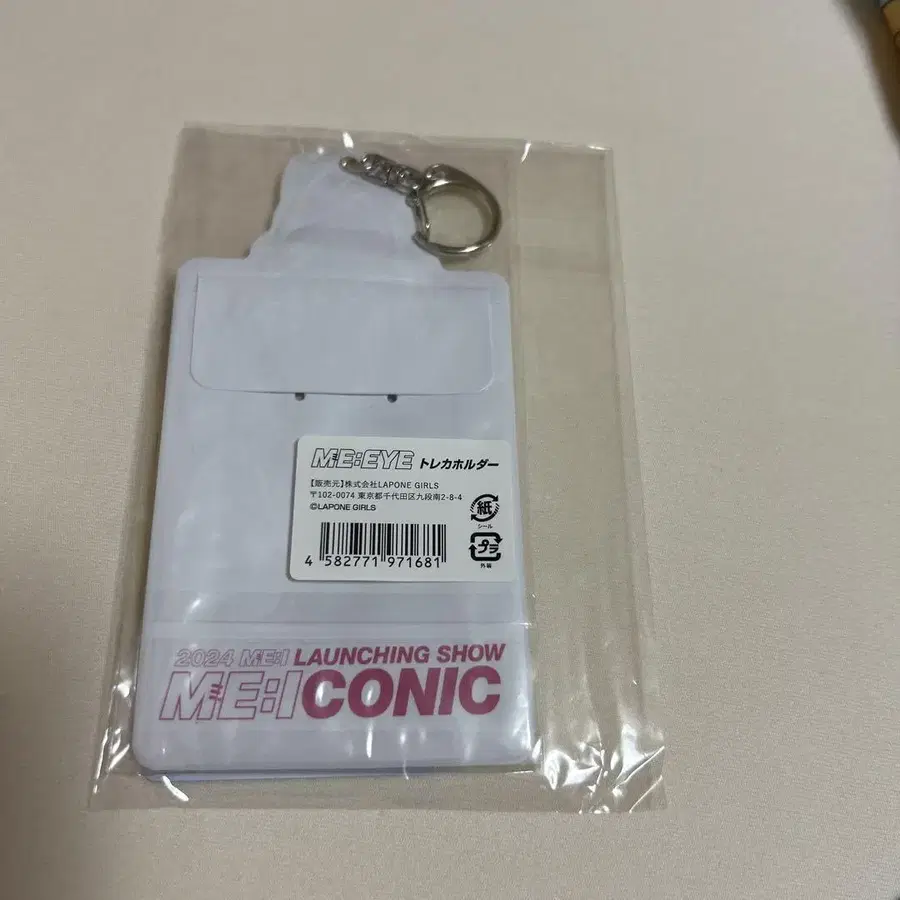 ME:EYE トレカホルダー
【販売元】株式会社LAPONE GIRLS
〒102-0074 東京都千代田区九段南2-8-4
©LAPONE GIRLS
紙
シール
プラ
外装
4 582771 971681
2024 ME:I LAUNCHING SHOW
ME:ICONIC